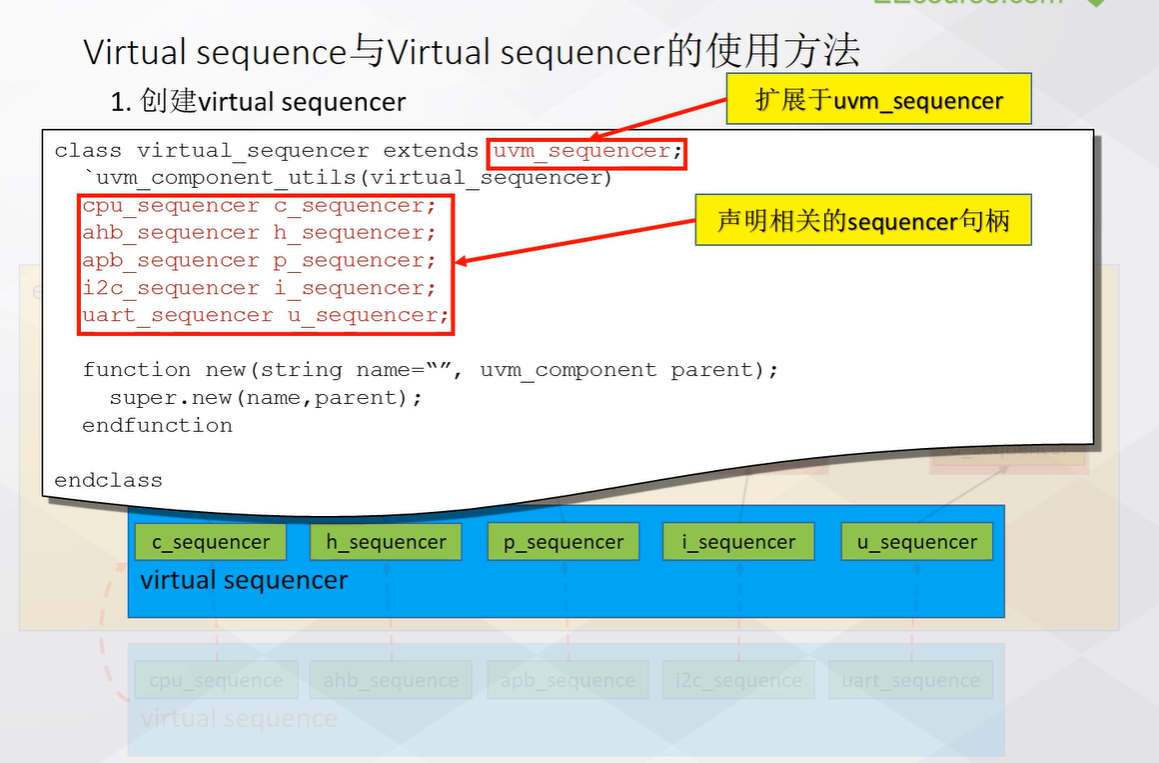 Virtual sequence与Virtual sequencer的使用方法
1. 创建virtual sequencer
扩展于uvm_sequencer
class virtual_sequencer extends uvm_sequencer;
`uvm_component_utils(virtual_sequencer)
cpu_sequencer c_sequencer;
ahb_sequencer h_sequencer;
apb_sequencer p_sequencer;
i2c_sequencer i_sequencer;
uart_sequencer u_sequencer;
声明相关的sequencer句柄
function new(string name=“”, uvm_component parent);
super.new(name,parent);
endfunction
endclass
c_sequencer h_sequencer p_sequencer i_sequencer u_sequencer
virtual sequencer
cpu_sequence ahb_sequence apb_sequence i2c_sequence uart_sequence
virtual sequence